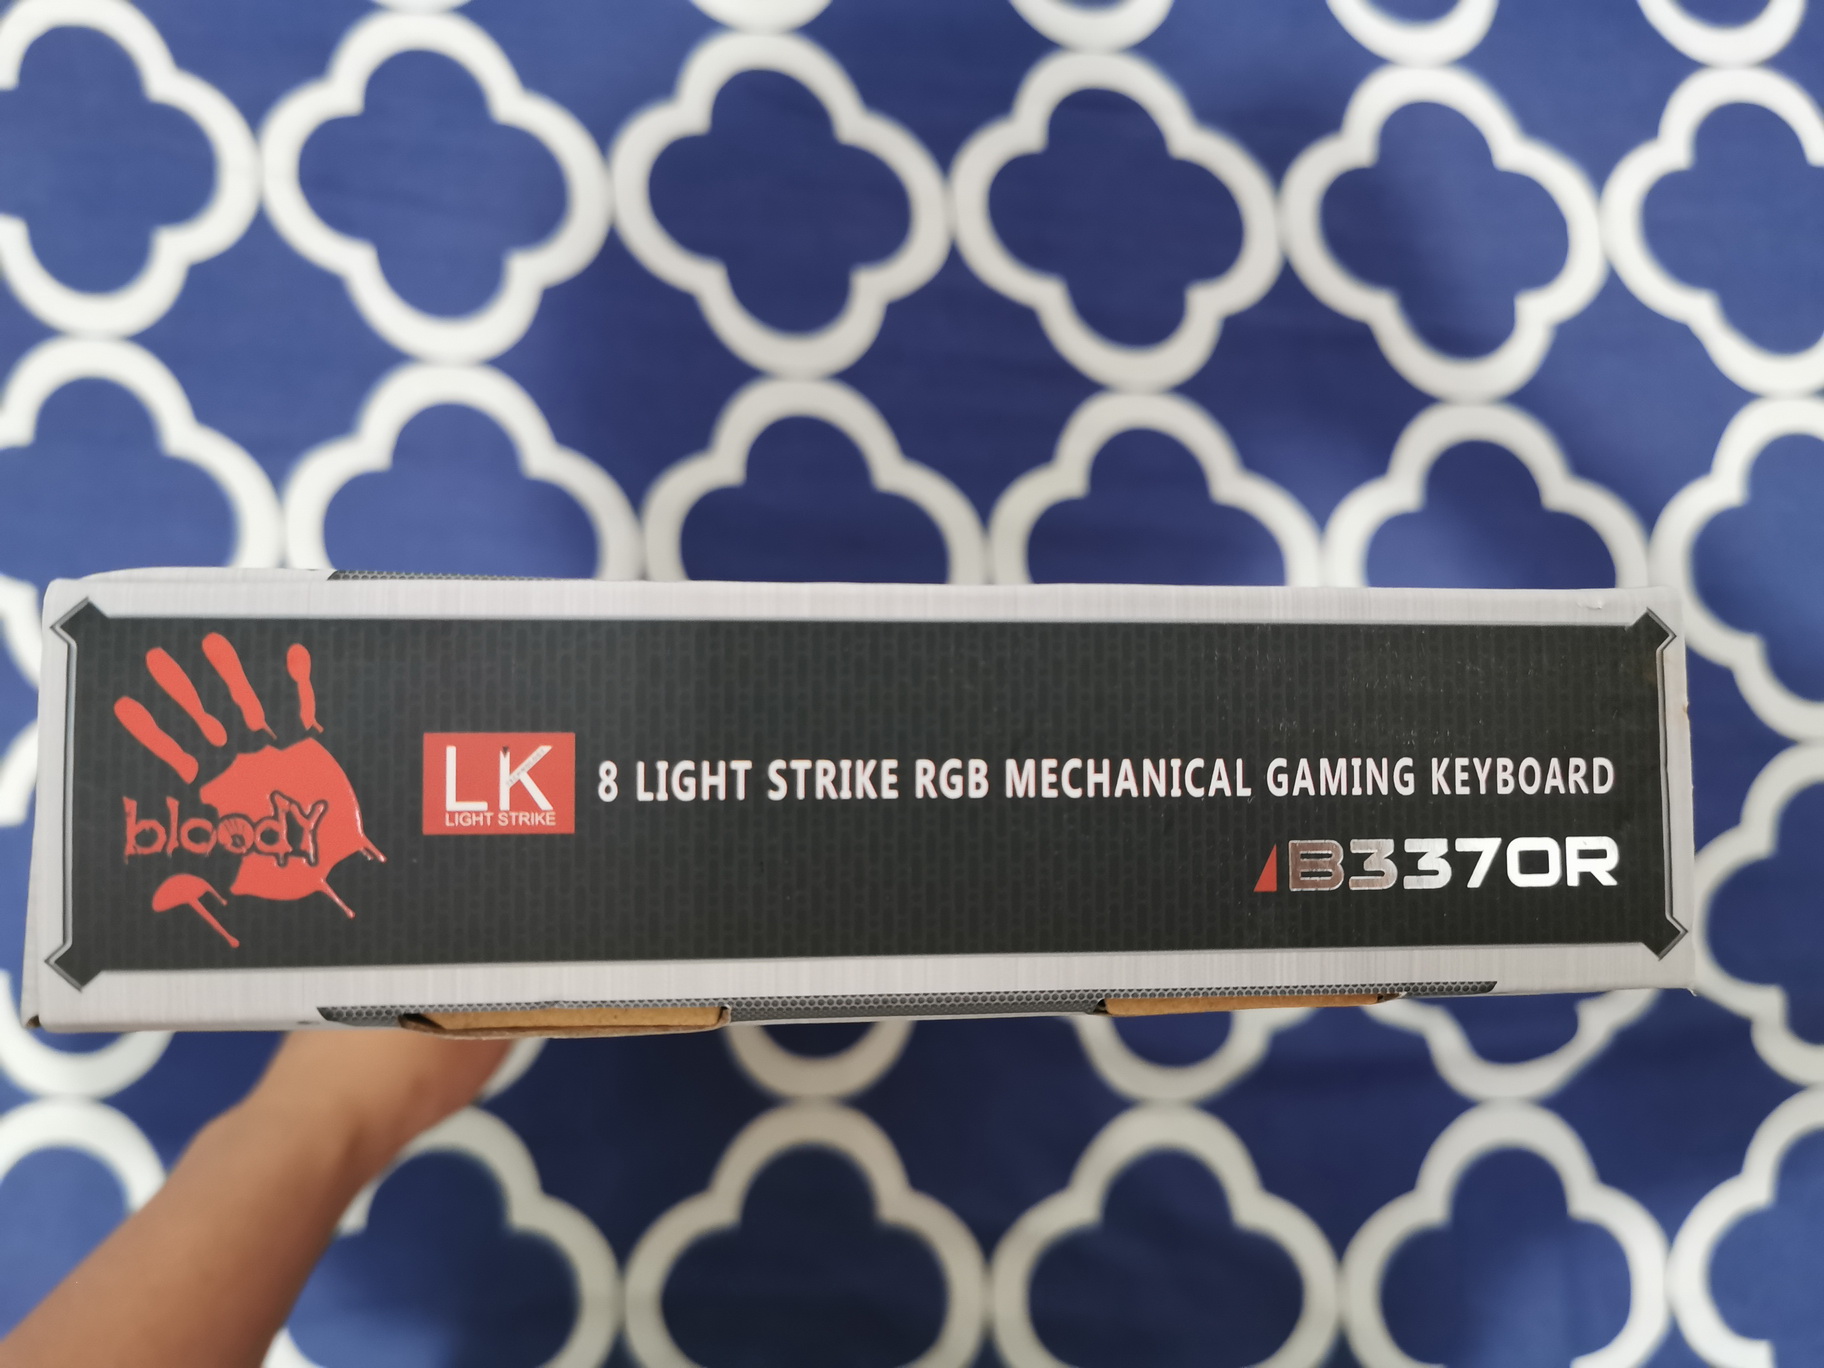 bloody
LK
LIGHT STRIKE
8 LIGHT STRIKE RGB MECHANICAL GAMING KEYBOARD
B3370R